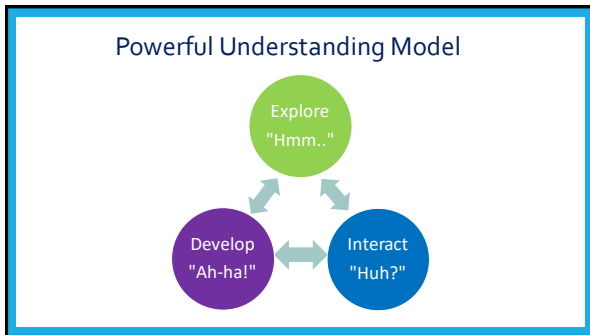 Powerful Understanding Model
Explore
"Hmm.."
Develop
"Ah-ha!"
Interact
"Huh?"